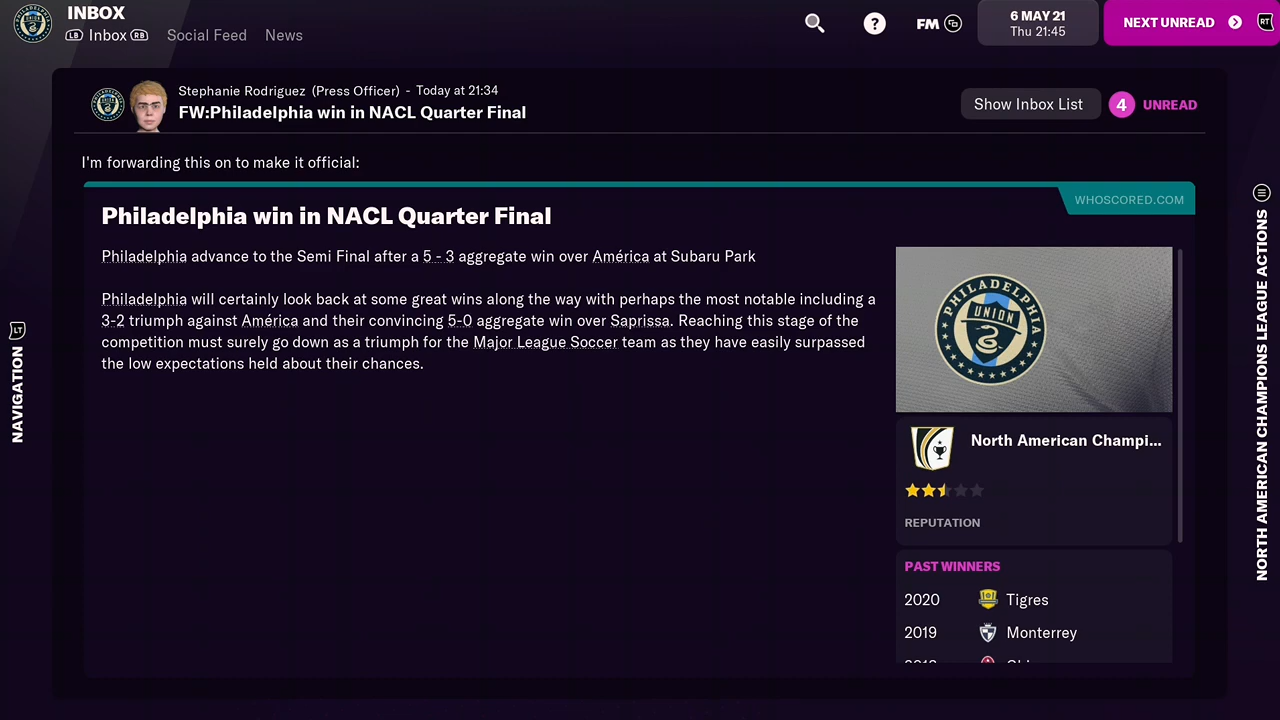 INBOX
LB Inbox RB Social Feed News
FM
6 MAY 21
Thu 21:45
NEXT UNREAD RT
Stephanie Rodriguez (Press Officer) - Today at 21:34
FW:Philadelphia win in NACL Quarter Final
Show Inbox List
4 UNREAD
I'm forwarding this on to make it official:
WHOSCORED.COM
Philadelphia win in NACL Quarter Final
Philadelphia advance to the Semi Final after a 5 - 3 aggregate win over América at Subaru Park
Philadelphia will certainly look back at some great wins along the way with perhaps the most notable including a
3-2 triumph against América and their convincing 5-0 aggregate win over Saprissa. Reaching this stage of the
competition must surely go down as a triumph for the Major League Soccer team as they have easily surpassed
the low expectations held about their chances.
PHILADELPHIA
UNION
North American Champi...
REPUTATION
PAST WINNERS
2020 Tigres
2019 Monterrey
LT
NAVIGATION
NORTH AMERICAN CHAMPIONS LEAGUE ACTIONS